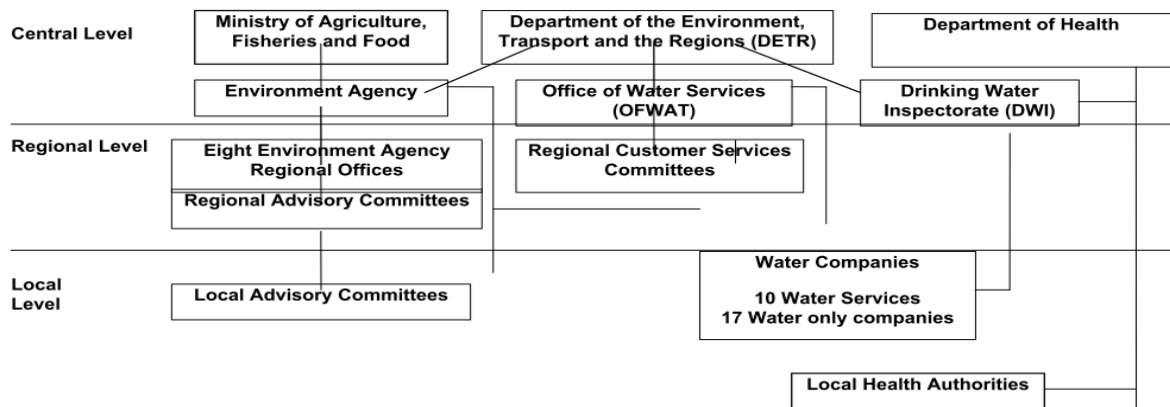 Central Level
Ministry of Agriculture,
Fisheries and Food
Department of the Environment,
Transport and the Regions (DETR)
Department of Health
Environment Agency
Office of Water Services
(OFWAT)
Drinking Water
Inspectorate (DWI)
Regional Level
Eight Environment Agency
Regional Offices
Regional Customer Services
Committees
Regional Advisory Committees
Local
Level
Local Advisory Committees
Water Companies
10 Water Services
17 Water only companies
Local Health Authorities